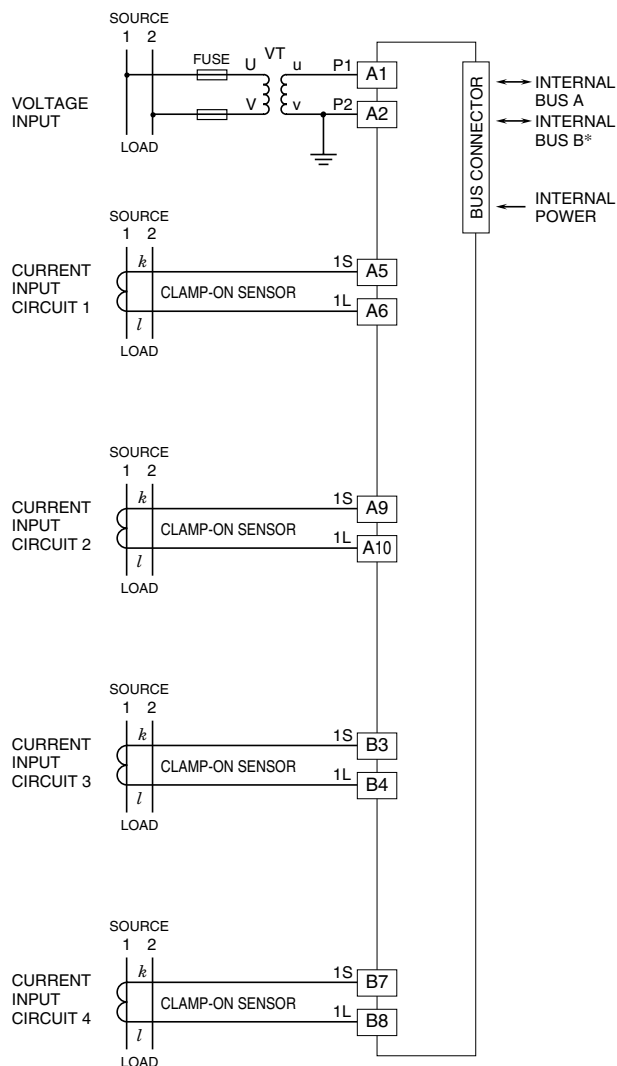 SOURCE
1 2
FUSE VT
U u P1 A1
VOLTAGE
INPUT
V v P2 A2
LOAD
BUS CONNECTOR
INTERNAL
BUS A
INTERNAL
BUS B*
INTERNAL
POWER
SOURCE
1 2
CURRENT
INPUT
CIRCUIT 1
k
CLAMP-ON SENSOR
l
1S A5
1L A6
LOAD
SOURCE
1 2
CURRENT
INPUT
CIRCUIT 2
k
CLAMP-ON SENSOR
l
1S A9
1L A10
LOAD
SOURCE
1 2
CURRENT
INPUT
CIRCUIT 3
k
CLAMP-ON SENSOR
l
1S B3
1L B4
LOAD
SOURCE
1 2
CURRENT
INPUT
CIRCUIT 4
k
CLAMP-ON SENSOR
l
1S B7
1L B8
LOAD